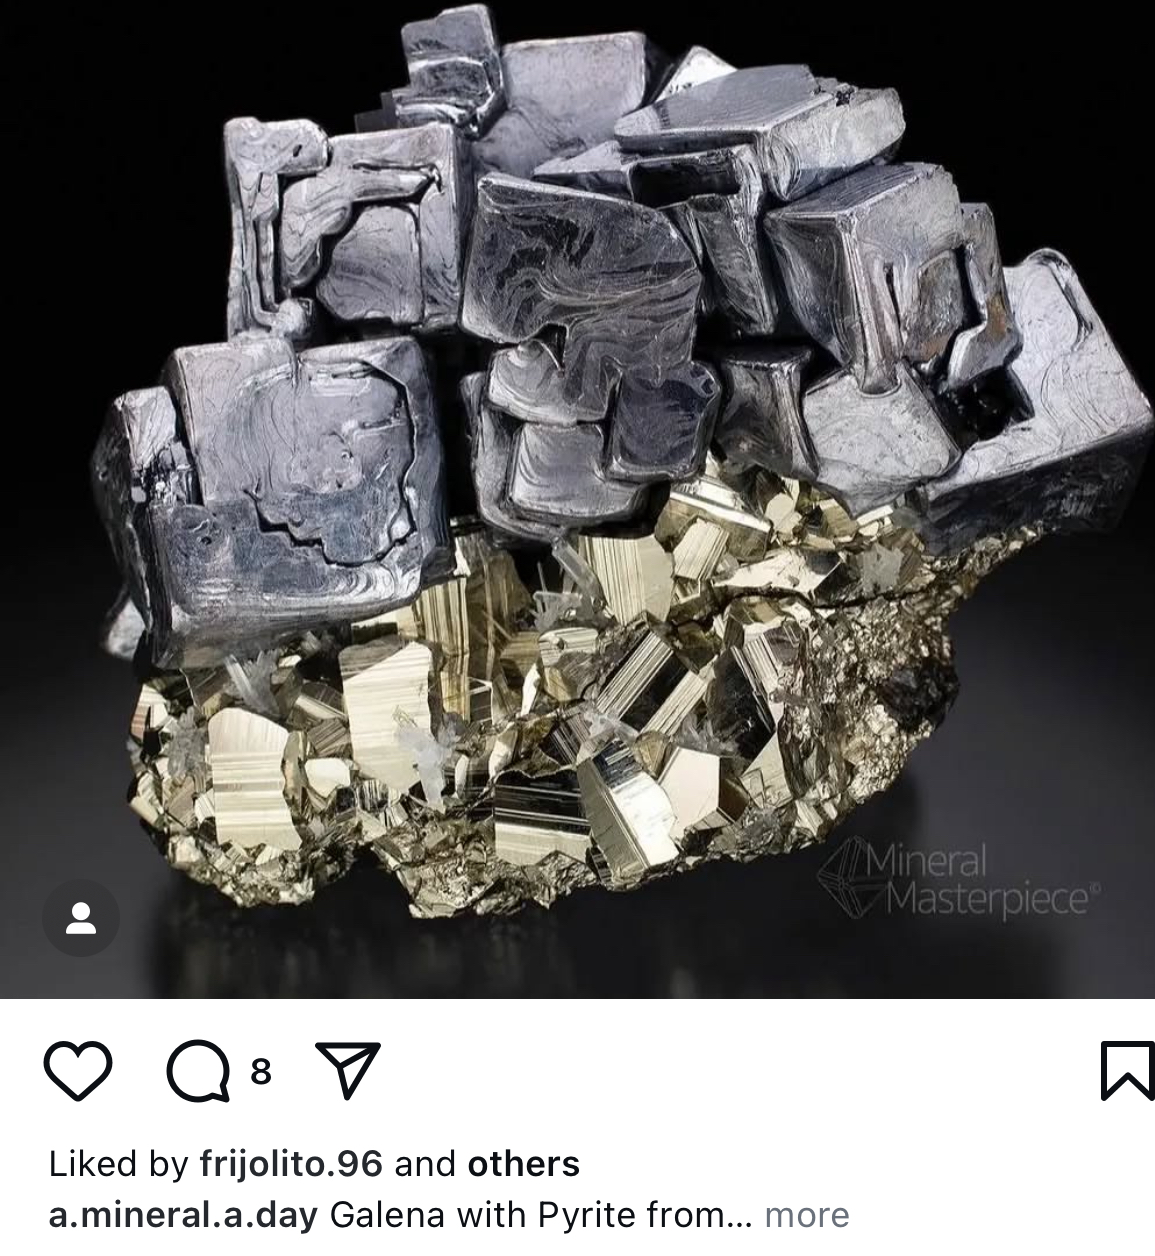 Mineral
Masterpiece©
8
Liked by frijolito.96 and others
a.mineral.a.day Galena with Pyrite from... more